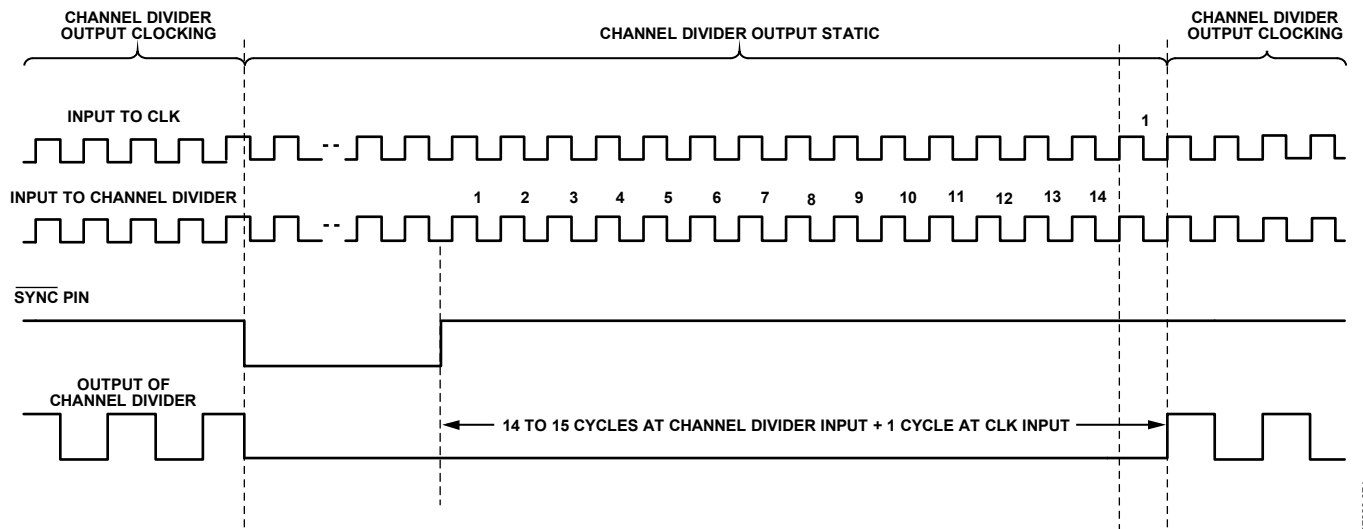 CHANNEL DIVIDER
OUTPUT CLOCKING
CHANNEL DIVIDER OUTPUT STATIC
CHANNEL DIVIDER
OUTPUT CLOCKING
INPUT TO CLK
1
INPUT TO CHANNEL DIVIDER
1 2 3 4 5 6 7 8 9 10 11 12 13 14
SYNC PIN
OUTPUT OF
CHANNEL DIVIDER
14 TO 15 CYCLES AT CHANNEL DIVIDER INPUT + 1 CYCLE AT CLK INPUT